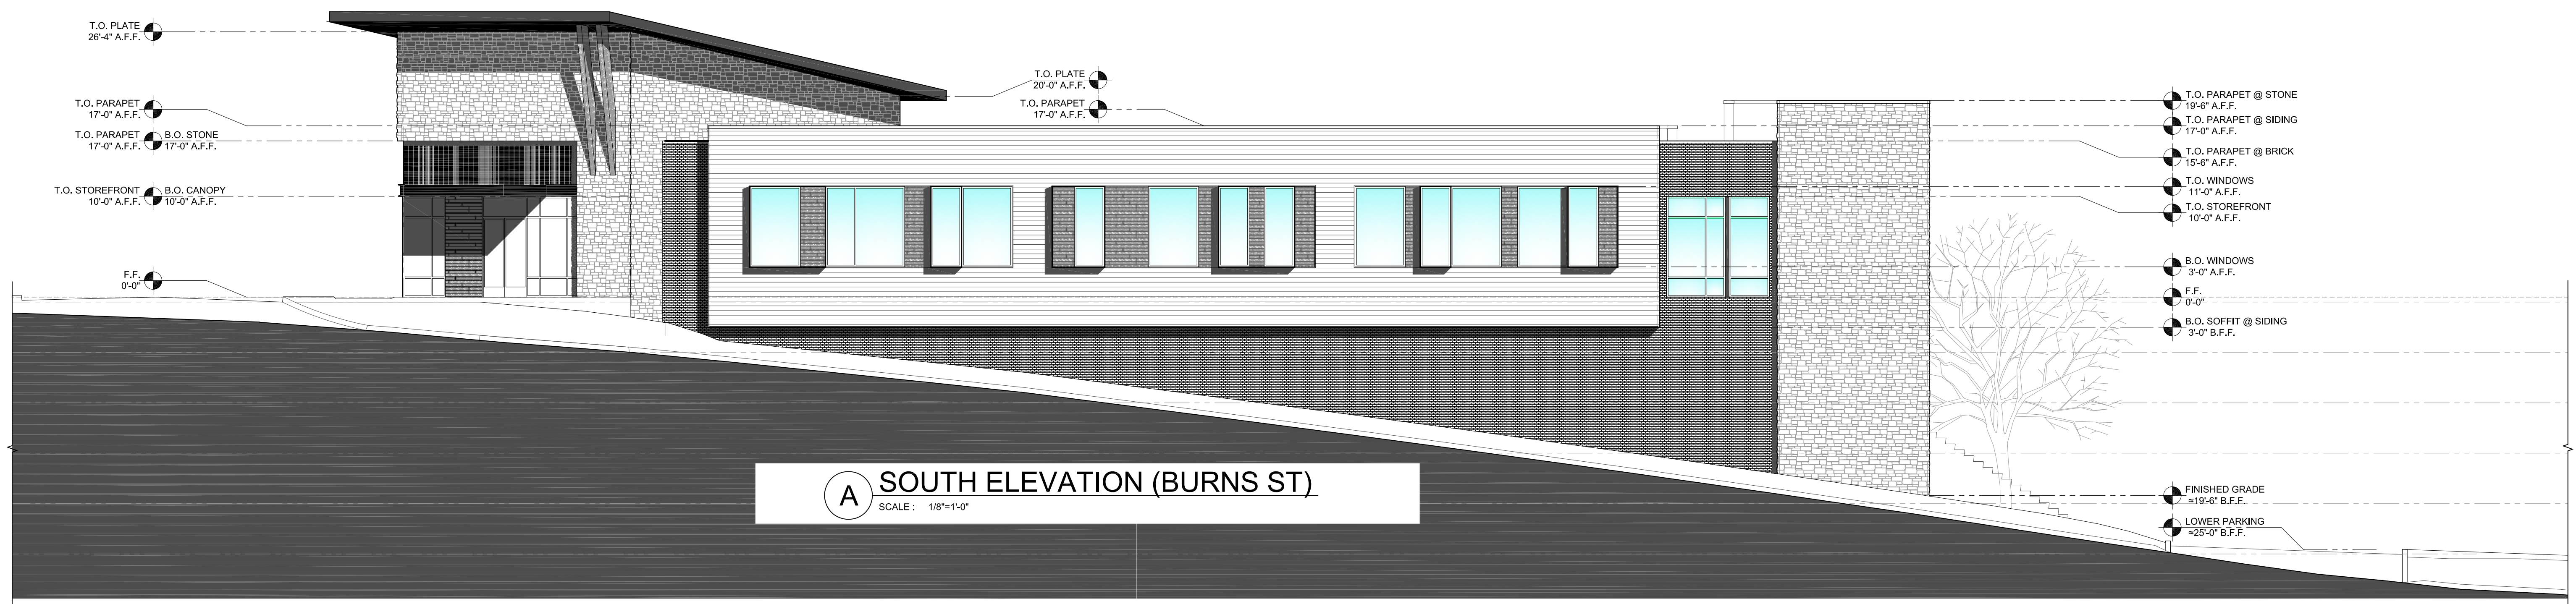 T.O. PLATE
26'-4" A.F.F.
T.O. PARAPET
17'-0" A.F.F.
T.O. PARAPET
17'-0" A.F.F.
B.O. STONE
17'-0" A.F.F.
T.O. STOREFRONT
10'-0" A.F.F.
B.O. CANOPY
10'-0" A.F.F.
F.F.
0'-0"
T.O. PLATE
20'-0" A.F.F.
T.O. PARAPET
17'-0" A.F.F.
T.O. PARAPET @ STONE
19'-6" A.F.F.
T.O. PARAPET @ SIDING
17'-0" A.F.F.
T.O. PARAPET @ BRICK
15'-6" A.F.F.
T.O. WINDOWS
11'-0" A.F.F.
T.O. STOREFRONT
10'-0" A.F.F.
B.O. WINDOWS
3'-0" A.F.F.
F.F.
0'-0"
B.O. SOFFIT @ SIDING
3'-0" B.F.F.
FINISHED GRADE
≈19'-6" B.F.F.
LOWER PARKING
≈25'-0" B.F.F.
A
SOUTH ELEVATION (BURNS ST)
SCALE : 1/8"=1'-0"